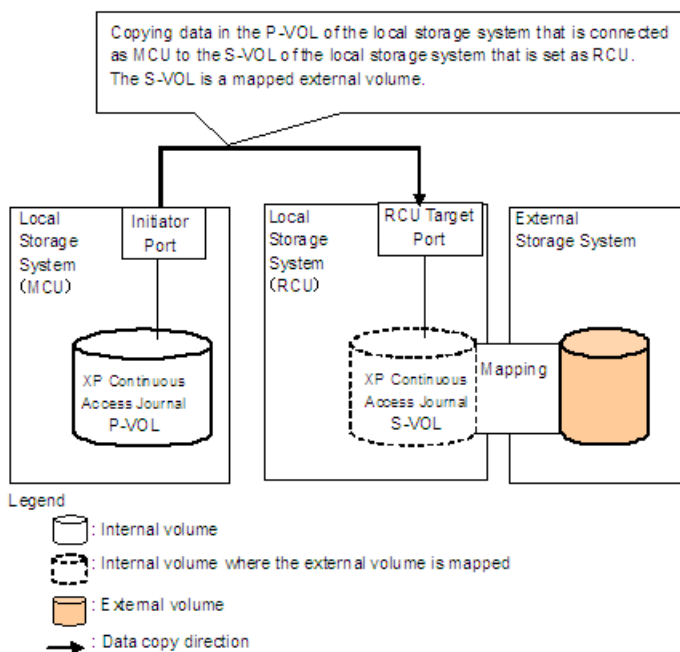 Copying data in the P-VOL of the local storage system that is connected
as MCU to the S-VOL of the local storage system that is set as RCU.
The S-VOL is a mapped external volume.
Local
Storage
System
(MCU)
Initiator
Port
XP Continuous
Access Journal
P-VOL
Local
Storage
System
(RCU)
RCU Target
Port
XP Continuous
Access Journal
S-VOL
Mapping
External
Storage System
Legend
: Internal volume
: Internal volume where the external volume is mapped
: External volume
: Data copy direction